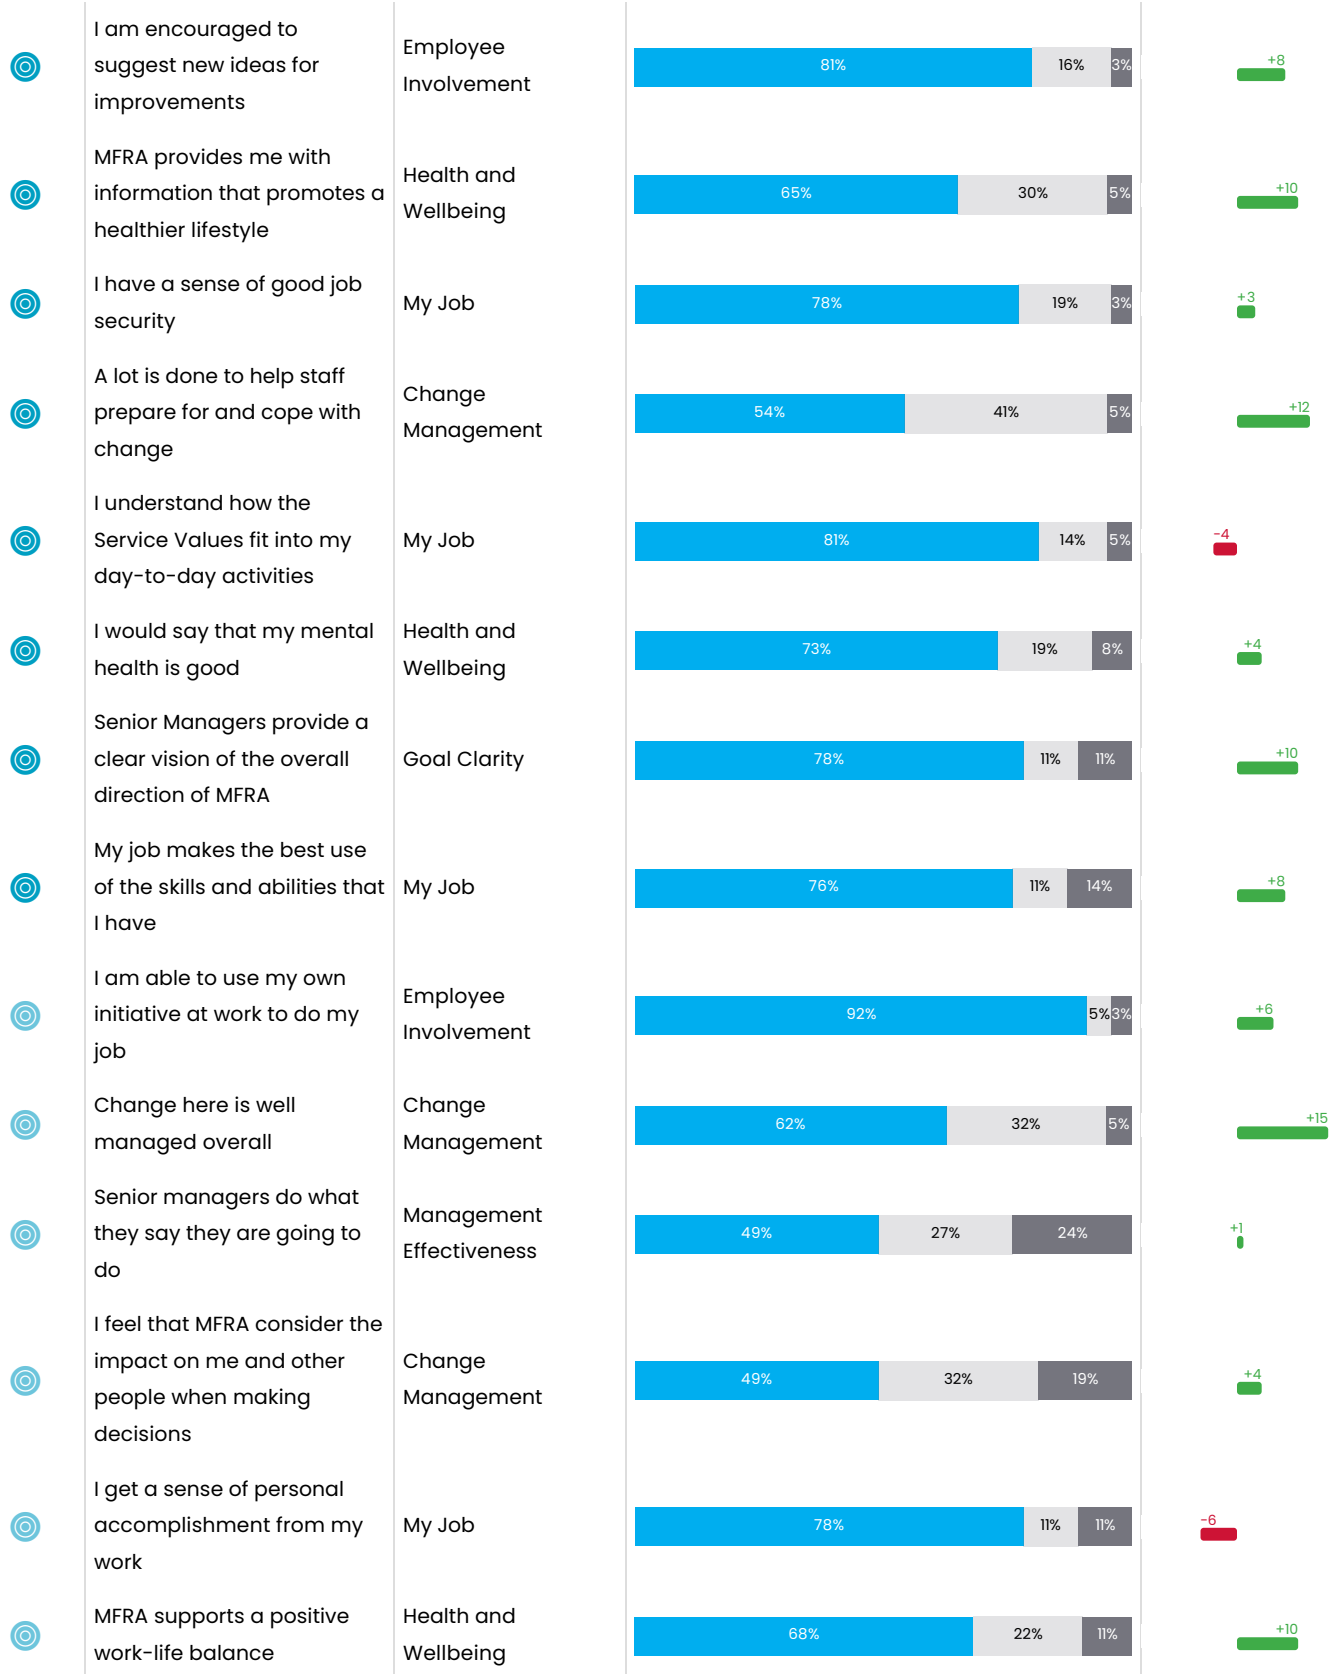 I am encouraged to
suggest new ideas for
improvements
Employee
Involvement
81% 16% 3%
+8
MFRA provides me with
information that promotes a
healthier lifestyle
Health and
Wellbeing
65% 30% 5%
+10
I have a sense of good job
security
My Job
78% 19% 3%
+3
A lot is done to help staff
prepare for and cope with
change
Change
Management
54% 41% 5%
+12
I understand how the
Service Values fit into my
day-to-day activities
My Job
81% 14% 5%
-4
I would say that my mental
health is good
Health and
Wellbeing
73% 19% 8%
+4
Senior Managers provide a
clear vision of the overall
direction of MFRA
Goal Clarity
78% 11% 11%
+10
My job makes the best use
of the skills and abilities that
I have
My Job
76% 11% 14%
+8
I am able to use my own
initiative at work to do my
job
Employee
Involvement
92% 5% 3%
+6
Change here is well
managed overall
Change
Management
62% 32% 5%
+15
Senior managers do what
they say they are going to
do
Management
Effectiveness
49% 27% 24%
+1
I feel that MFRA consider the
impact on me and other
people when making
decisions
Change
Management
49% 32% 19%
+4
I get a sense of personal
accomplishment from my
work
My Job
78% 11% 11%
-6
MFRA supports a positive
work-life balance
Health and
Wellbeing
68% 22% 11%
+10